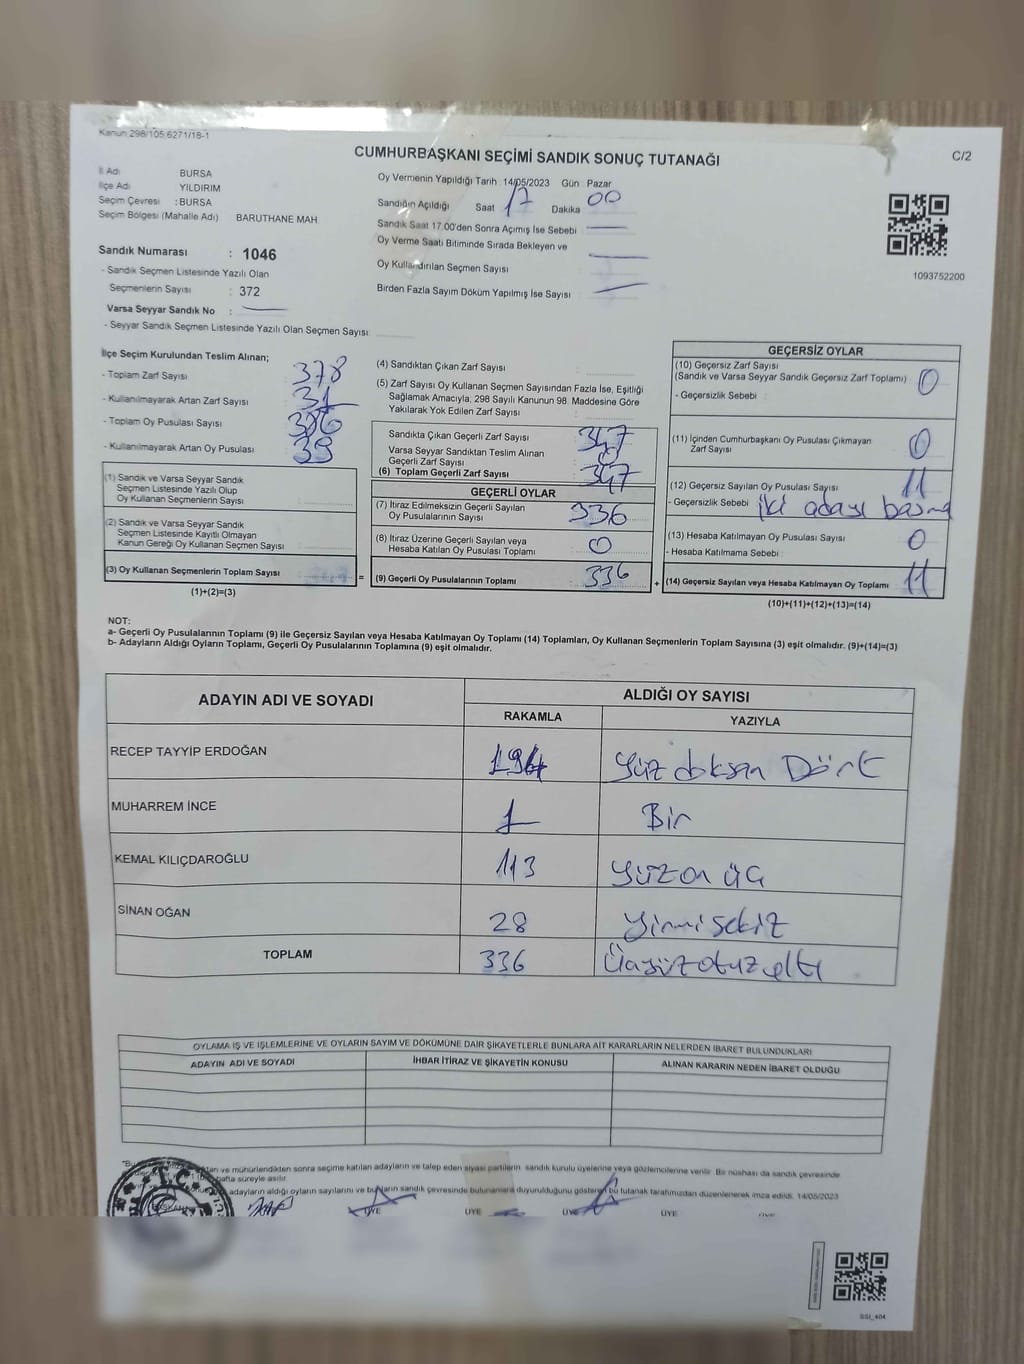 Kanun 298/105 6271/18-1
CUMHURBAŞKANI SEÇİMİ SANDIK SONUÇ TUTANAĞI
C/2
İl Adı BURSA
İlçe Adı YILDIRIM
Seçim Çevresi : BURSA
Seçim Bölgesi (Mahalle Adı) BARUTHANE MAH.
Oy Vermenin Yapıldığı Tarih 14/05/2023 Gün Pazar
Sandığın Açıldığı Saat 17 Dakika 00
Sandık Saat 17.00'den Sonra Açımış İse Sebebi
Oy Verme Saati Bitiminde Sırada Bekleyen ve
Oy Kullandırılan Seçmen Sayısı
Birden Fazla Sayım Döküm Yapılmış İse Sayısı
1093752200
Sandık Numarası : 1046
- Sandık Seçmen Listesinde Yazılı Olan
Seçmenlerin Sayısı : 372
Varsa Seyyar Sandık No :
- Seyyar Sandık Seçmen Listesinde Yazılı Olan Seçmen Sayısı:
İlçe Seçim Kurulundan Teslim Alınan;
- Toplam Zarf Sayısı 378
- Kullanılmayarak Artan Zarf Sayısı 31
- Toplam Oy Pusulası Sayısı 386
- Kullanılmayarak Artan Oy Pusulası 39
(1) Sandık ve Varsa Seyyar Sandık
Seçmen Listesinde Yazılı Olup
Oy Kullanan Seçmenlerin Sayısı
(2) Sandık ve Varsa Seyyar Sandık
Seçmen Listesinde Kayıtlı Olmayan
Kanun Gereği Oy Kullanan Seçmen Sayısı
(3) Oy Kullanan Seçmenlerin Toplam Sayısı
=
(1)+(2)=(3)
(4) Sandıktan Çıkan Zarf Sayısı
(5) Zarf Sayısı Oy Kullanan Seçmen Sayısından Fazla İse, Eşitliği
Sağlamak Amacıyla; 298 Sayılı Kanunun 98. Maddesine Göre
Yakılarak Yok Edilen Zarf Sayısı
Sandıkta Çıkan Geçerli Zarf Sayısı 347
Varsa Seyyar Sandıktan Teslim Alınan
Geçerli Zarf Sayısı 0
(6) Toplam Geçerli Zarf Sayısı 347
GEÇERLİ OYLAR
(7) İtiraz Edilmeksizin Geçerli Sayılan
Oy Pusulalarının Sayısı 336
(8) İtiraz Üzerine Geçerli Sayılan veya
Hesaba Katılan Oy Pusulası Toplamı 0
(9) Geçerli Oy Pusulalarının Toplamı 336
+
GEÇERSİZ OYLAR
(10) Geçersiz Zarf Sayısı
(Sandık ve Varsa Seyyar Sandık Geçersiz Zarf Toplamı) 0
- Geçersizlik Sebebi :
(11) İçinden Cumhurbaşkanı Oy Pusulası Çıkmayan
Zarf Sayısı 0
(12) Geçersiz Sayılan Oy Pusulası Sayısı 11
- Geçersizlik Sebebi : iki adayı basma
(13) Hesaba Katılmayan Oy Pusulası Sayısı 0
- Hesaba Katılmama Sebebi :
(14) Geçersiz Sayılan veya Hesaba Katılmayan Oy Toplamı 11
(10)+(11)+(12)+(13)=(14)
NOT:
a- Geçerli Oy Pusulalarının Toplamı (9) ile Geçersiz Sayılan veya Hesaba Katılmayan Oy Toplamı (14) Toplamları, Oy Kullanan Seçmenlerin Toplam Sayısına (3) eşit olmalıdır. (9)+(14)=(3)
b- Adayların Aldığı Oyların Toplamı, Geçerli Oy Pusulalarının Toplamına (9) eşit olmalıdır.
ADAYIN ADI VE SOYADI ALDIĞI OY SAYISI
RAKAMLA YAZIYLA
RECEP TAYYİP ERDOĞAN 194 Yüz doksan Dört
MUHARREM İNCE 1 Bir
KEMAL KILIÇDAROĞLU 113 Yüzon üç
SİNAN OĞAN 28 Yirmisekiz
TOPLAM 336 Üçyüzotuzaltı
OYLAMA İŞ VE İŞLEMLERİNE VE OYLARIN SAYIM VE DÖKÜMÜNE DAİR ŞİKAYETLERLE BUNLARA AİT KARARLARIN NELERDEN İBARET BULUNDUKLARI
ADAYIN ADI VE SOYADI İHBAR İTİRAZ VE ŞİKAYETİN KONUSU ALINAN KARARIN NEDEN İBARET OLDUĞU
ve mühürlendikten sonra seçime katılan adayların ve talep eden siyasi partilerin sandık kurulu üyelerine veya gözlemcilerine verilir. Bir nüshası da sandık çevresinde
hafta süreyle asılır.
adayların aldığı oyların sayılarını ve bunların sandık çevresinde bulunanlara duyurulduğunu gösteren bu tutanak tarafımızdan düzenlenerek imza edildi. 14/05/2023
T.C.
BAŞKAN ÜYE ÜYE ÜYE ÜYE
SSI_404